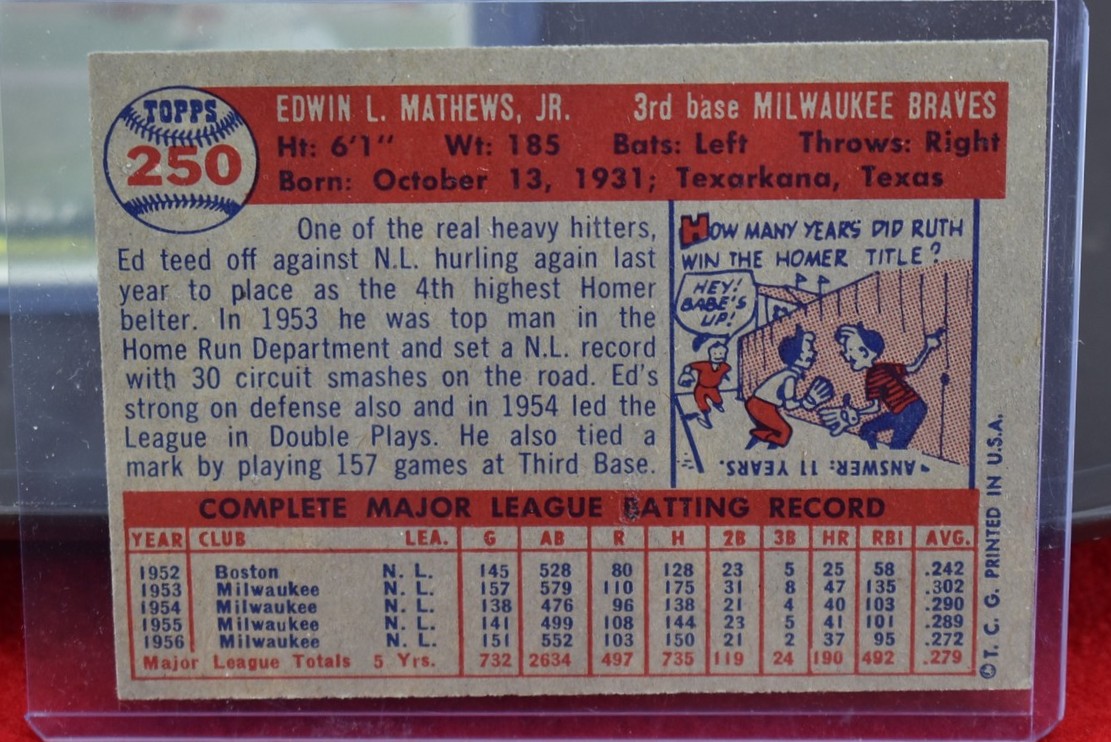 TOPPS
250
EDWIN L. MATHEWS, JR. 3rd base MILWAUKEE BRAVES
Ht: 6'1" Wt: 185 Bats: Left Throws: Right
Born: October 13, 1931; Texarkana, Texas
One of the real heavy hitters,
Ed teed off against N.L. hurling again last
year to place as the 4th highest Homer
belter. In 1953 he was top man in the
Home Run Department and set a N.L. record
with 30 circuit smashes on the road. Ed's
strong on defense also and in 1954 led the
League in Double Plays. He also tied a
mark by playing 157 games at Third Base.
HOW MANY YEARS DID RUTH
WIN THE HOMER TITLE?
HEY!
BABE'S
UP!
ANSWER: 11 YEARS.
COMPLETE MAJOR LEAGUE BATTING RECORD
YEAR CLUB LEA. G AB R H 2B 3B HR RBI AVG.
1952 Boston N. L. 145 528 80 128 23 5 25 58 .242
1953 Milwaukee N. L. 157 579 110 175 31 8 47 135 .302
1954 Milwaukee N. L. 138 476 96 138 21 4 40 103 .290
1955 Milwaukee N. L. 141 499 108 144 23 5 41 101 .289
1956 Milwaukee N. L. 151 552 103 150 21 2 37 95 .272
Major League Totals 5 Yrs. 732 2634 497 735 119 24 190 492 .279
© T. C. G. PRINTED IN U.S.A.